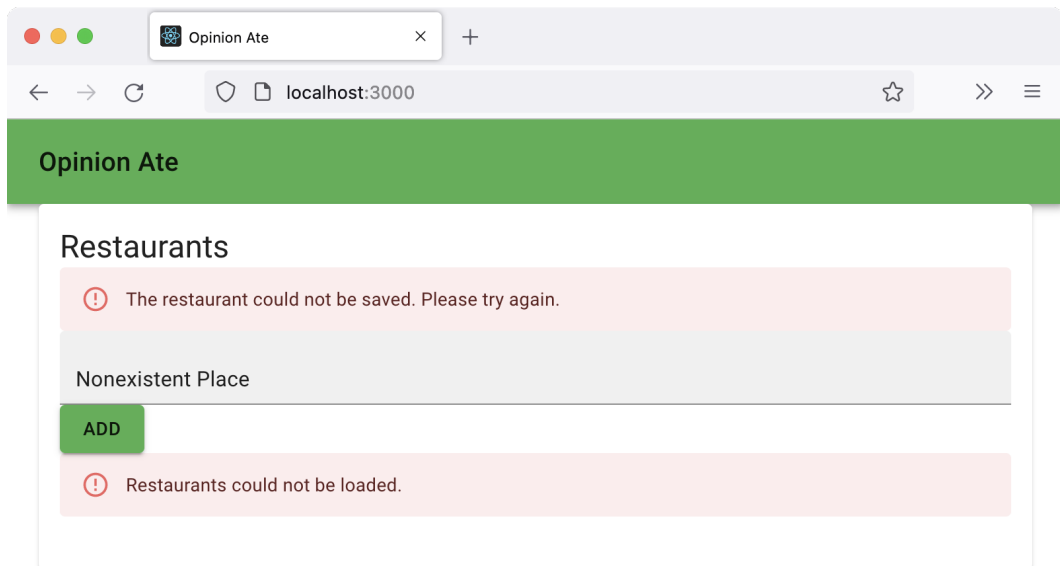 Opinion Ate
localhost:3000
Opinion Ate
Restaurants
The restaurant could not be saved. Please try again.
Nonexistent Place
ADD
Restaurants could not be loaded.